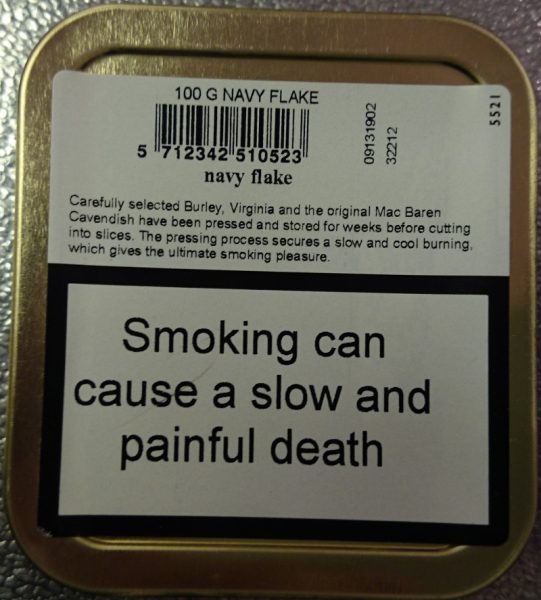 100 G NAVY FLAKE
5 712342 510523
navy flake
09131902
32212
5521
Carefully selected Burley, Virginia and the original Mac Baren
Cavendish have been pressed and stored for weeks before cutting
into slices. The pressing process secures a slow and cool burning,
which gives the ultimate smoking pleasure.
Smoking can
cause a slow and
painful death